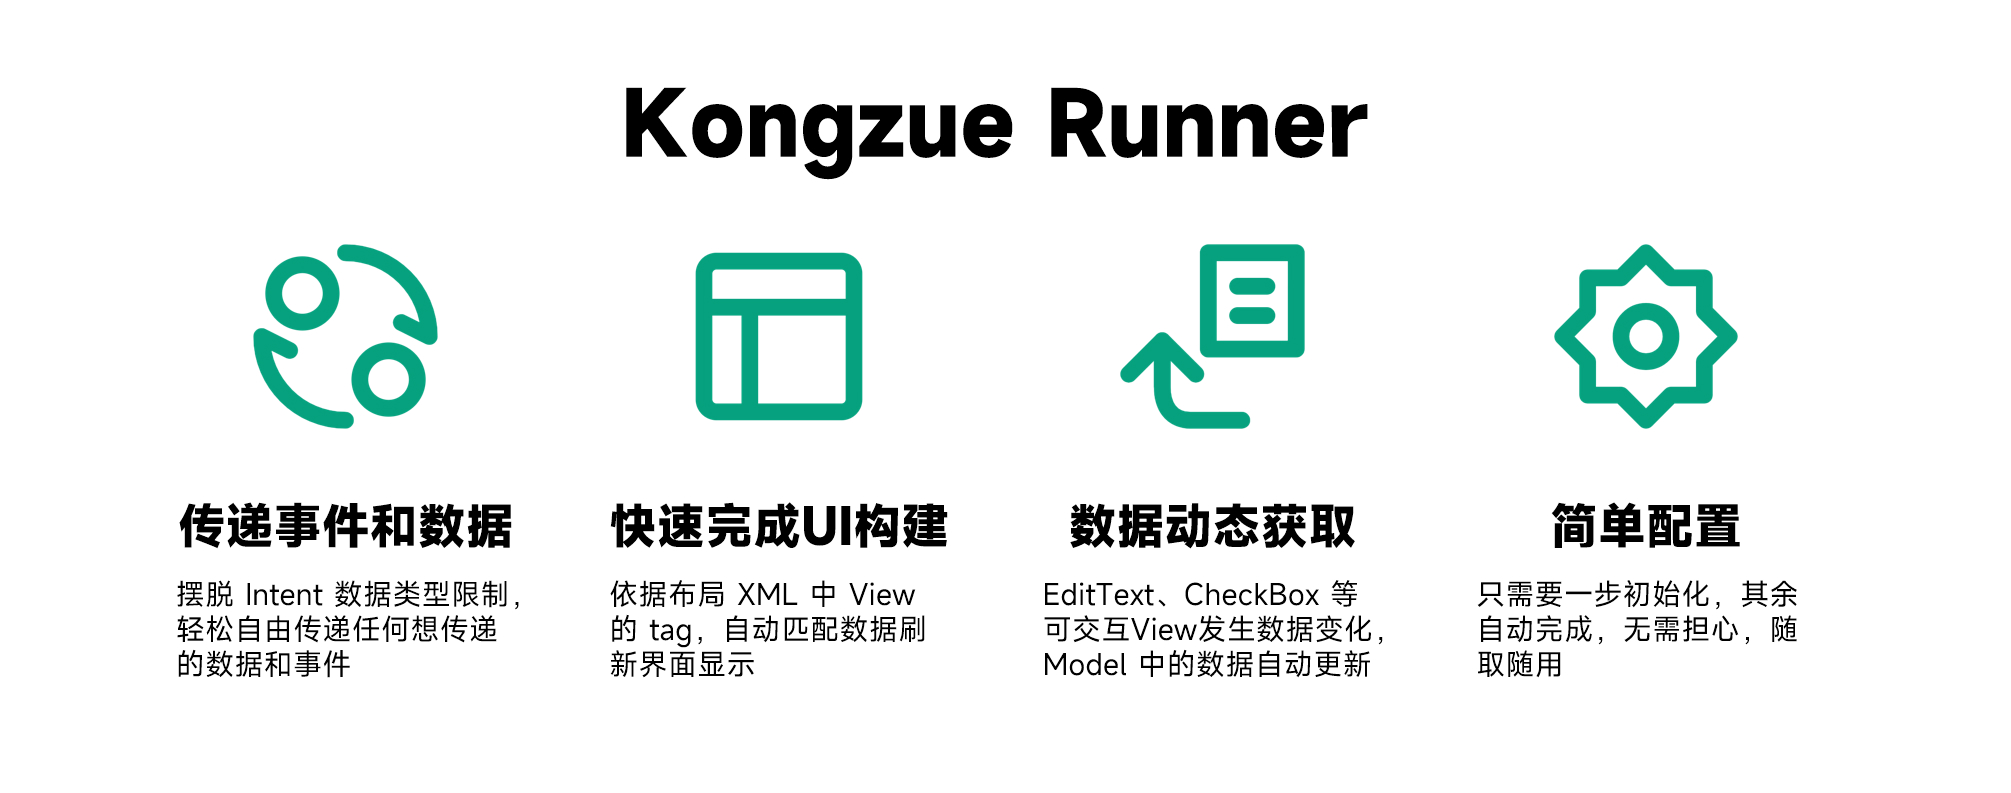 Kongzue Runner
传递事件和数据
摆脱 Intent 数据类型限制，
轻松自由传递任何想传递
的数据和事件
快速完成UI构建
依据布局 XML 中 View
的 tag，自动匹配数据刷
新界面显示
数据动态获取
EditText、CheckBox 等
可交互View发生数据变化，
Model 中的数据自动更新
简单配置
只需要一步初始化，其余
自动完成，无需担心，随
取随用